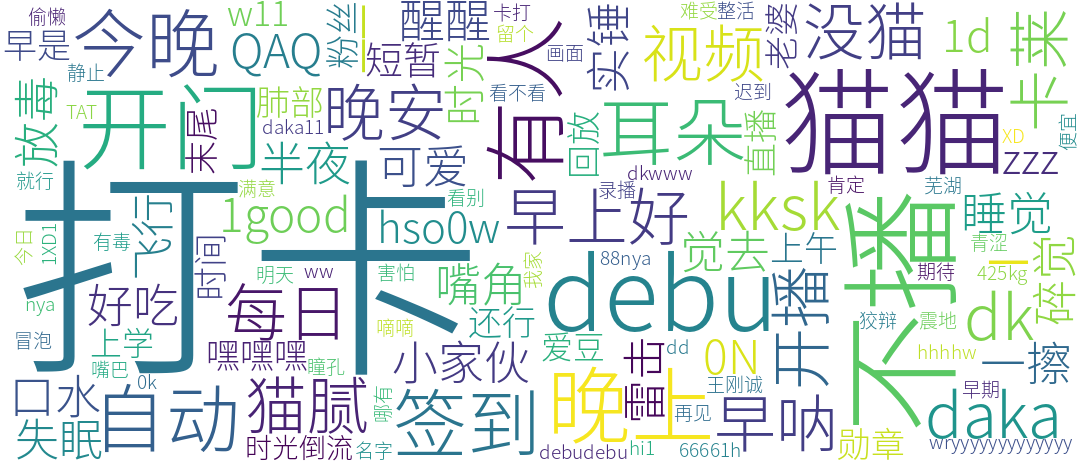 偷懒
w11
粉丝
醒醒
卡打
难受
整活
早是
今晚
QAQ
短暂
留个
人
画面
实锤
视频
老婆
没猫
1d
卡菜
静止
时光
看不看
迟到
猫猫
放毒
TAT
开门
末尾
肺部
daka11
晚安
有
回放
耳朵
直播
XD
便宜
zzz
就行
半夜
可爱
dkwww
满意
录播
肯定
芜湖
打卡
飞行
1good
hso0w
看别
早上好
kksk
不播
睡觉
今日
1XD1
有毒
时间
明天
ww
害怕
我家
88nya
觉去
上午
期待
青涩
一觉
nya
好吃
每日
嘴角
debu
播
425kg
dk
碎
冒泡
上学
嘿嘿嘿
嘀嘀
还行
爱豆
开
狡辩
震地
嘴巴
瞳孔
小家伙
雷击
dd
0N
hhhhw
一擦
口水
0k
自动
猫腻
哪有
签到
晚上
王刚诚
再见
早呐
早期
daka
失眠
时光倒流
名字
debudebu
hi1
66661h
勋章
wryyyyyyyyyyyyy